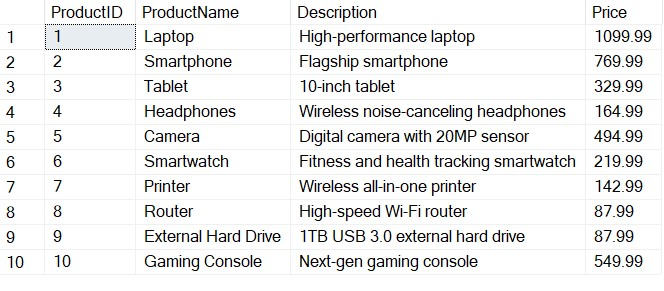 ProductID ProductName Description Price
1 1 Laptop High-performance laptop 1099.99
2 2 Smartphone Flagship smartphone 769.99
3 3 Tablet 10-inch tablet 329.99
4 4 Headphones Wireless noise-canceling headphones 164.99
5 5 Camera Digital camera with 20MP sensor 494.99
6 6 Smartwatch Fitness and health tracking smartwatch 219.99
7 7 Printer Wireless all-in-one printer 142.99
8 8 Router High-speed Wi-Fi router 87.99
9 9 External Hard Drive 1TB USB 3.0 external hard drive 87.99
10 10 Gaming Console Next-gen gaming console 549.99